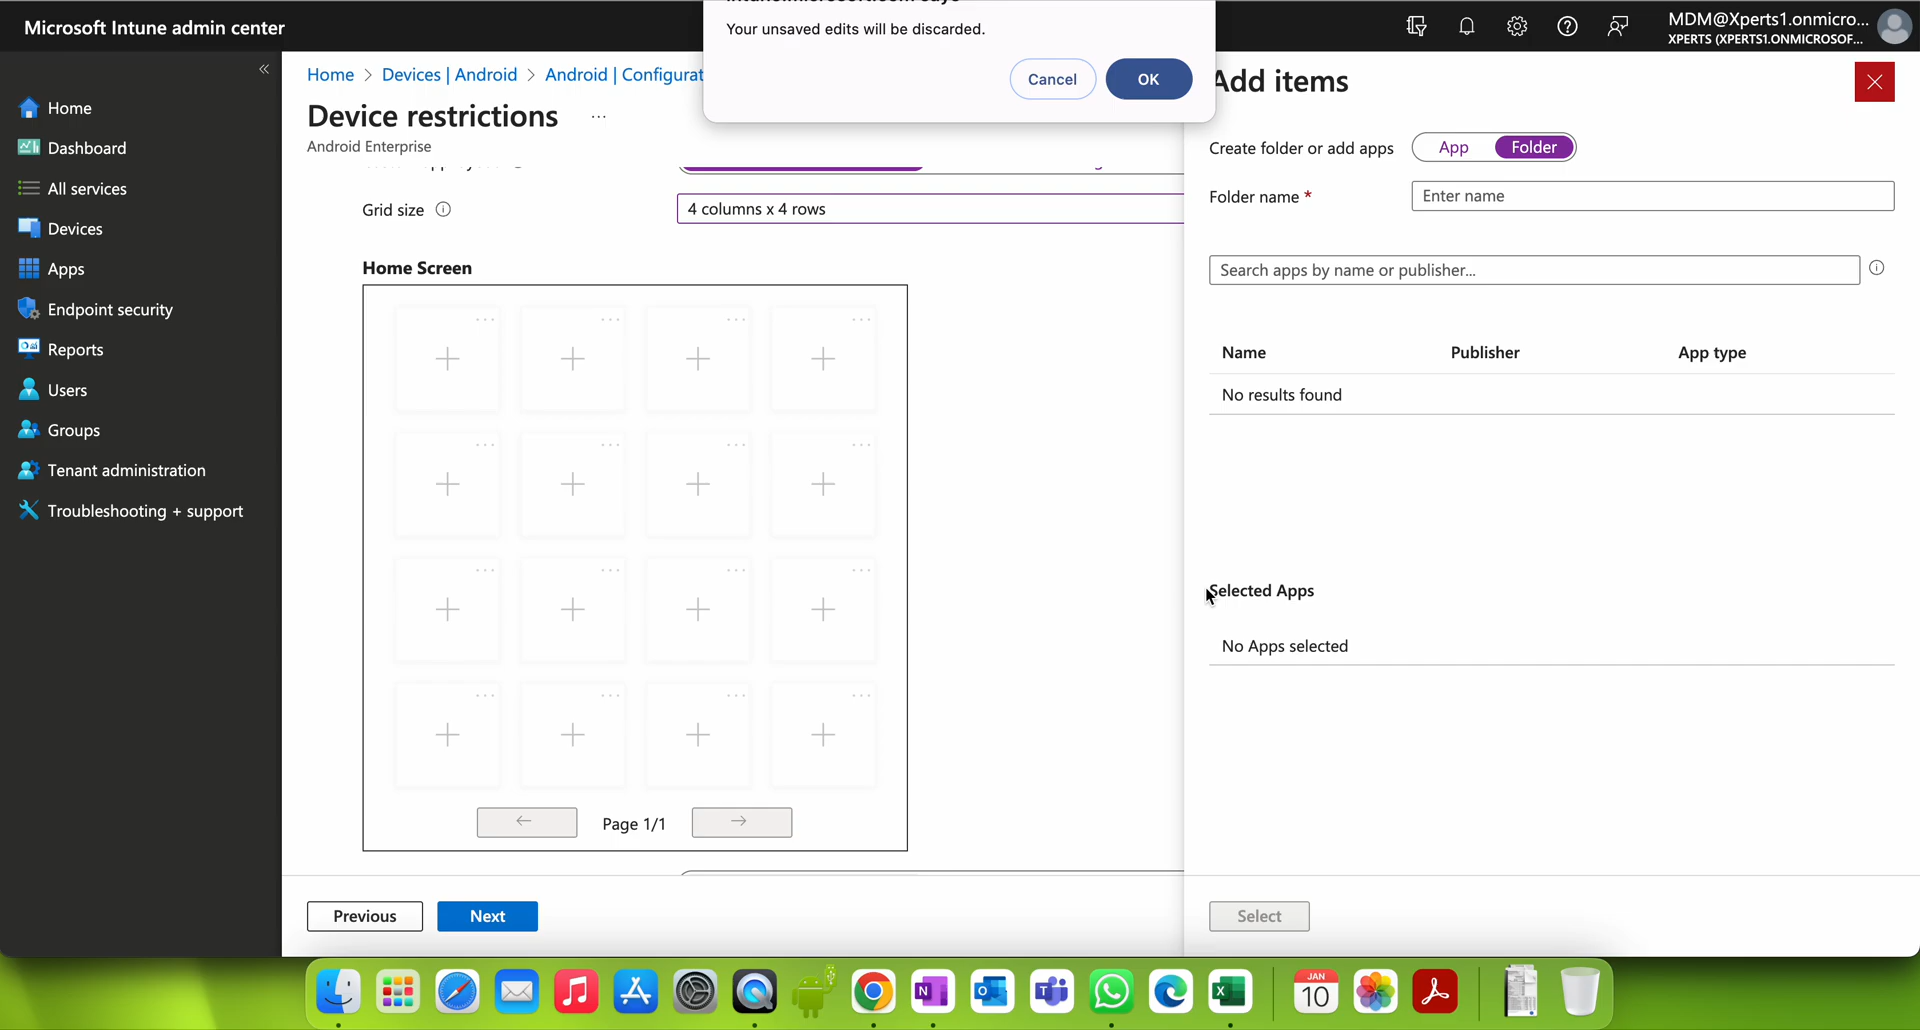 Microsoft Intune admin center
Your unsaved edits will be discarded.
Cancel
OK
MDM@Xperts1.onmicro...
XPERTS (XPERTS1.ONMICROSOF...
Home
Dashboard
All services
Devices
Apps
Endpoint security
Reports
Users
Groups
Tenant administration
Troubleshooting + support
Home > Devices | Android > Android | Configurat
Device restrictions ...
Android Enterprise
Grid size
4 columns x 4 rows
Home Screen
Page 1/1
Previous
Next
Add items
Create folder or add apps
App
Folder
Folder name *
Enter name
Search apps by name or publisher...
Name Publisher App type
No results found
Selected Apps
No Apps selected
Select
JAN
10